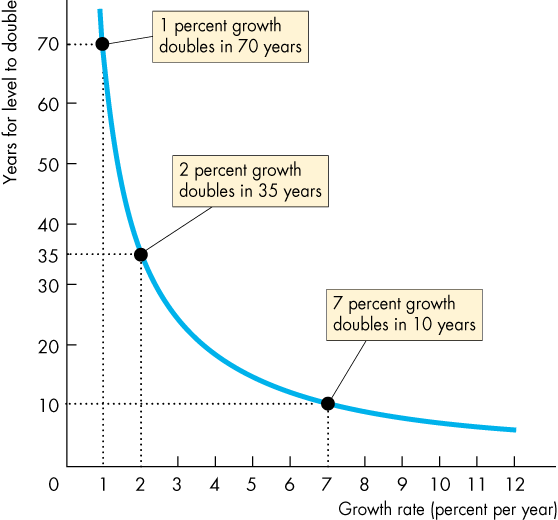 Years for level to double
1 percent growth
doubles in 70 years
70
60
2 percent growth
doubles in 35 years
50
40
35
30
7 percent growth
doubles in 10 years
20
10
0 1 2 3 4 5 6 7 8 9 10 11 12
Growth rate (percent per year)